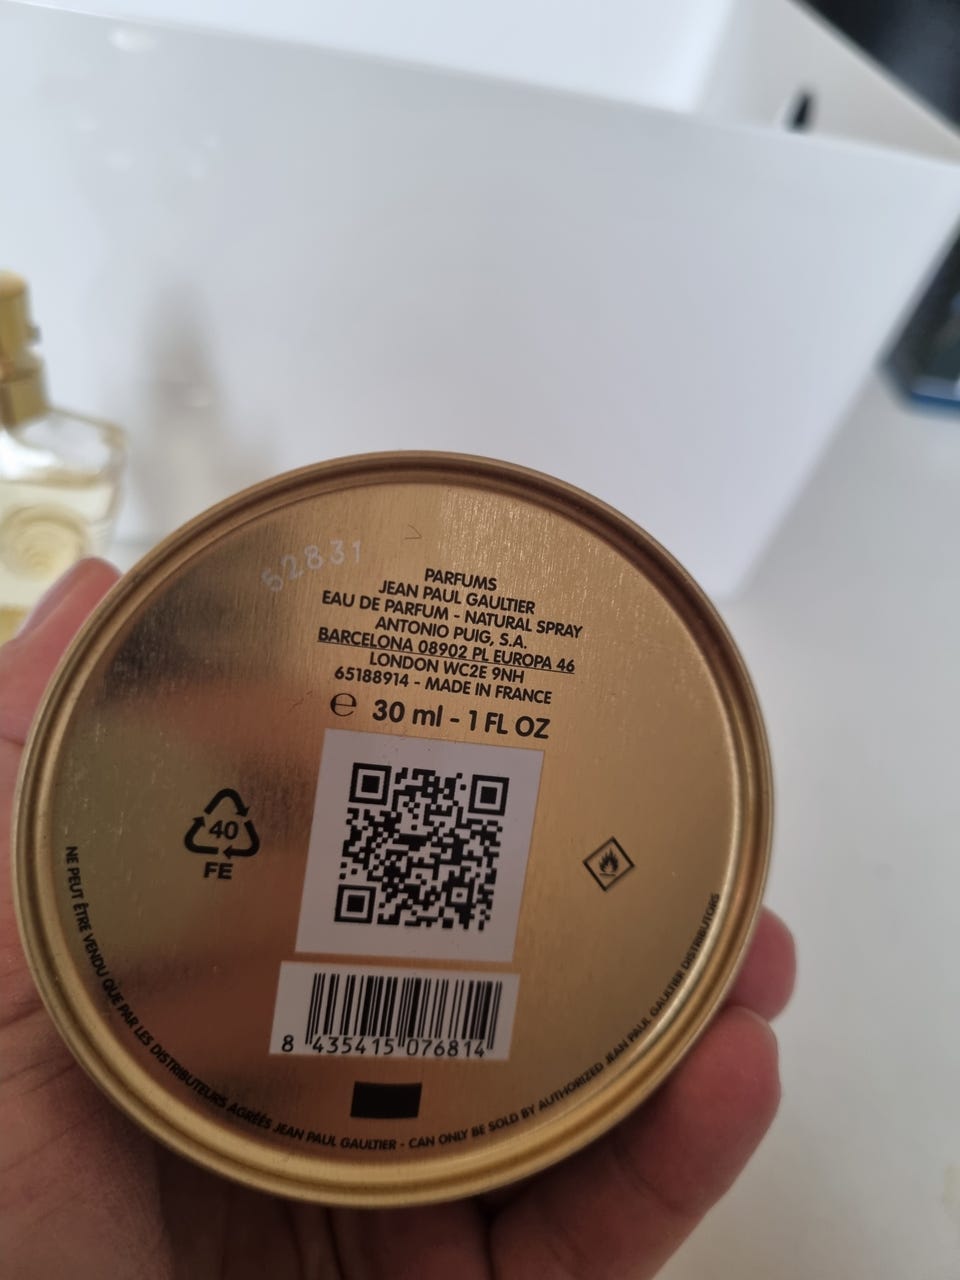 52831
PARFUMS
JEAN PAUL GAULTIER
EAU DE PARFUM - NATURAL SPRAY
ANTONIO PUIG, S.A.
BARCELONA 08902 PL EUROPA 46
LONDON WC2E 9NH
65188914 - MADE IN FRANCE
℮ 30 ml - 1 FL OZ
40
FE
8 435415 076814
NE PEUT ÊTRE VENDU QUE PAR LES DISTRIBUTEURS AGRÉÉS JEAN PAUL GAULTIER - CAN ONLY BE SOLD BY AUTHORIZED JEAN PAUL GAULTIER DISTRIBUTORS